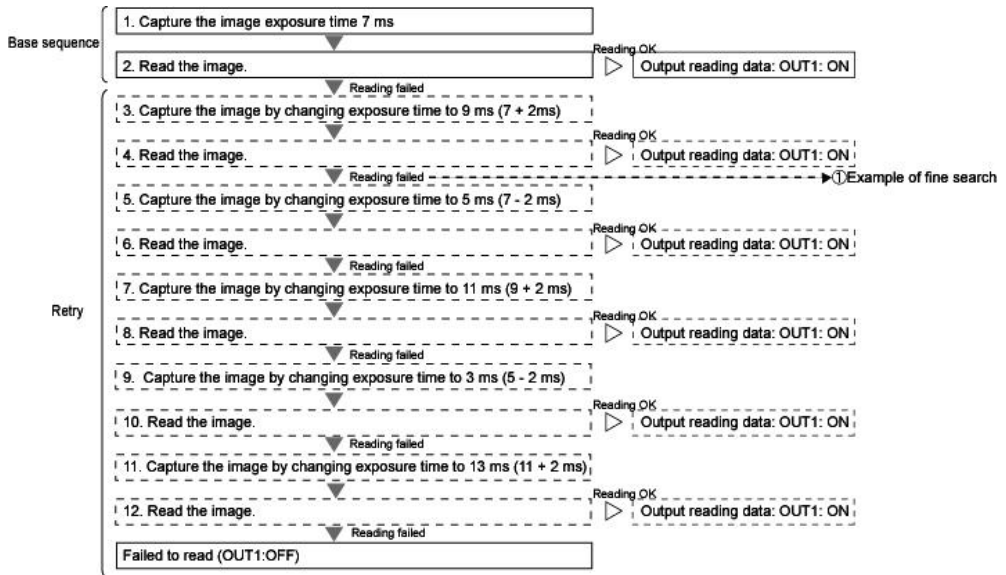 1. Capture the image exposure time 7 ms
Base sequence
Reading OK
2. Read the image.
Output reading data: OUT1: ON
Reading failed
3. Capture the image by changing exposure time to 9 ms (7 + 2ms)
Reading OK
4. Read the image.
Output reading data: OUT1: ON
Reading failed
①Example of fine search
5. Capture the image by changing exposure time to 5 ms (7 - 2 ms)
Reading OK
6. Read the image.
Output reading data: OUT1: ON
Reading failed
7. Capture the image by changing exposure time to 11 ms (9 + 2 ms)
Retry
Reading OK
8. Read the image.
Output reading data: OUT1: ON
Reading failed
9. Capture the image by changing exposure time to 3 ms (5 - 2 ms)
Reading OK
10. Read the image.
Output reading data: OUT1: ON
Reading failed
11. Capture the image by changing exposure time to 13 ms (11 + 2 ms)
Reading OK
12. Read the image.
Output reading data: OUT1: ON
Reading failed
Failed to read (OUT1:OFF)